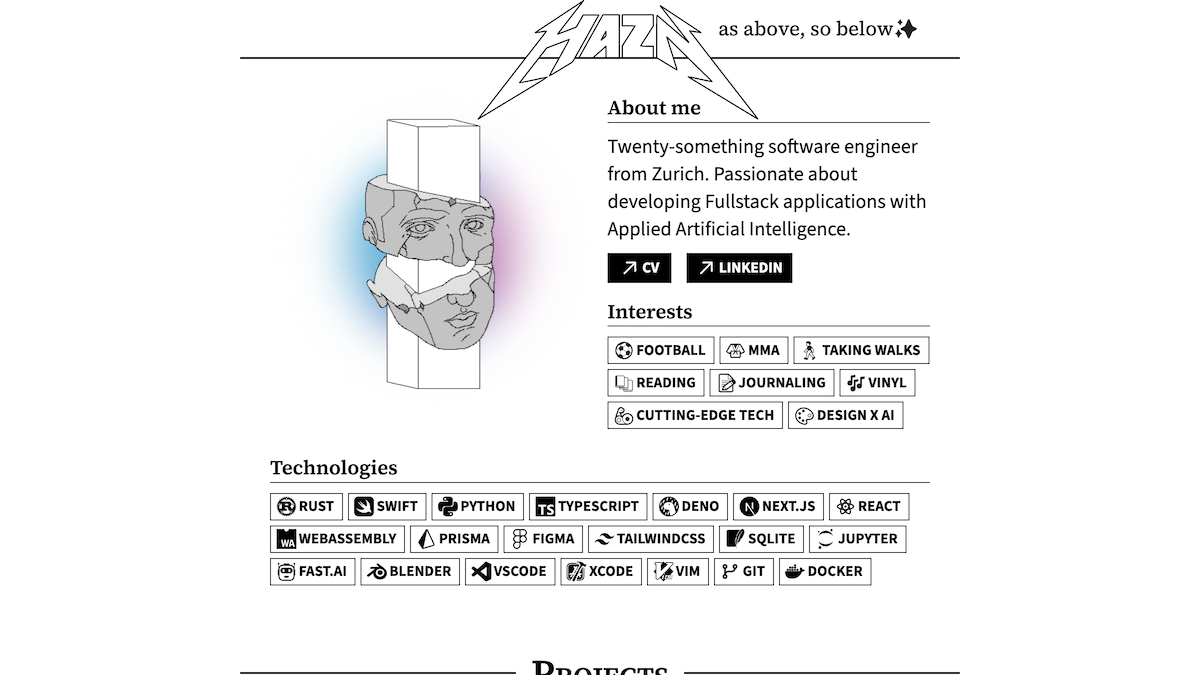 HAZN
as above, so below
About me
Twenty-something software engineer
from Zurich. Passionate about
developing Fullstack applications with
Applied Artificial Intelligence.
CV LINKEDIN
Interests
FOOTBALL MMA TAKING WALKS
READING JOURNALING VINYL
CUTTING-EDGE TECH DESIGN X AI
Technologies
RUST SWIFT PYTHON TS TYPESCRIPT DENO N NEXT.JS REACT
WA WEBASSEMBLY PRISMA FIGMA TAILWINDCSS SQLITE JUPYTER
FAST.AI BLENDER VSCODE XCODE VIM GIT DOCKER
PROJECTS